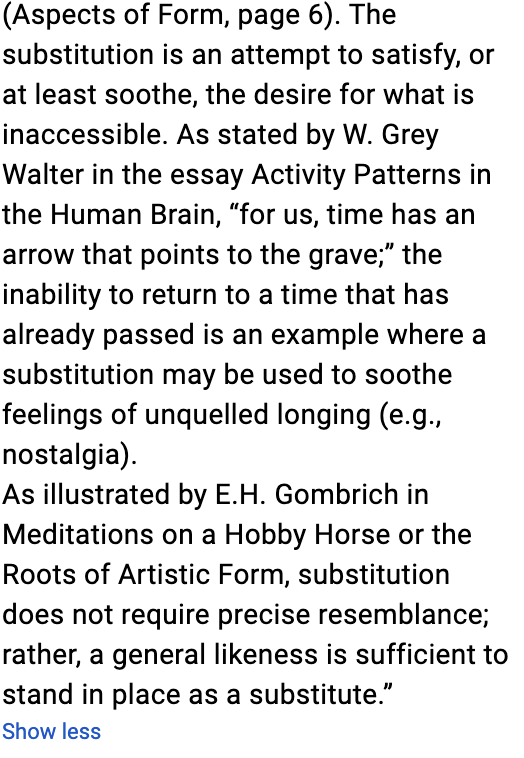 (Aspects of Form, page 6). The
substitution is an attempt to satisfy, or
at least soothe, the desire for what is
inaccessible. As stated by W. Grey
Walter in the essay Activity Patterns in
the Human Brain, “for us, time has an
arrow that points to the grave;” the
inability to return to a time that has
already passed is an example where a
substitution may be used to soothe
feelings of unquelled longing (e.g.,
nostalgia).
As illustrated by E.H. Gombrich in
Meditations on a Hobby Horse or the
Roots of Artistic Form, substitution
does not require precise resemblance;
rather, a general likeness is sufficient to
stand in place as a substitute.”
Show less